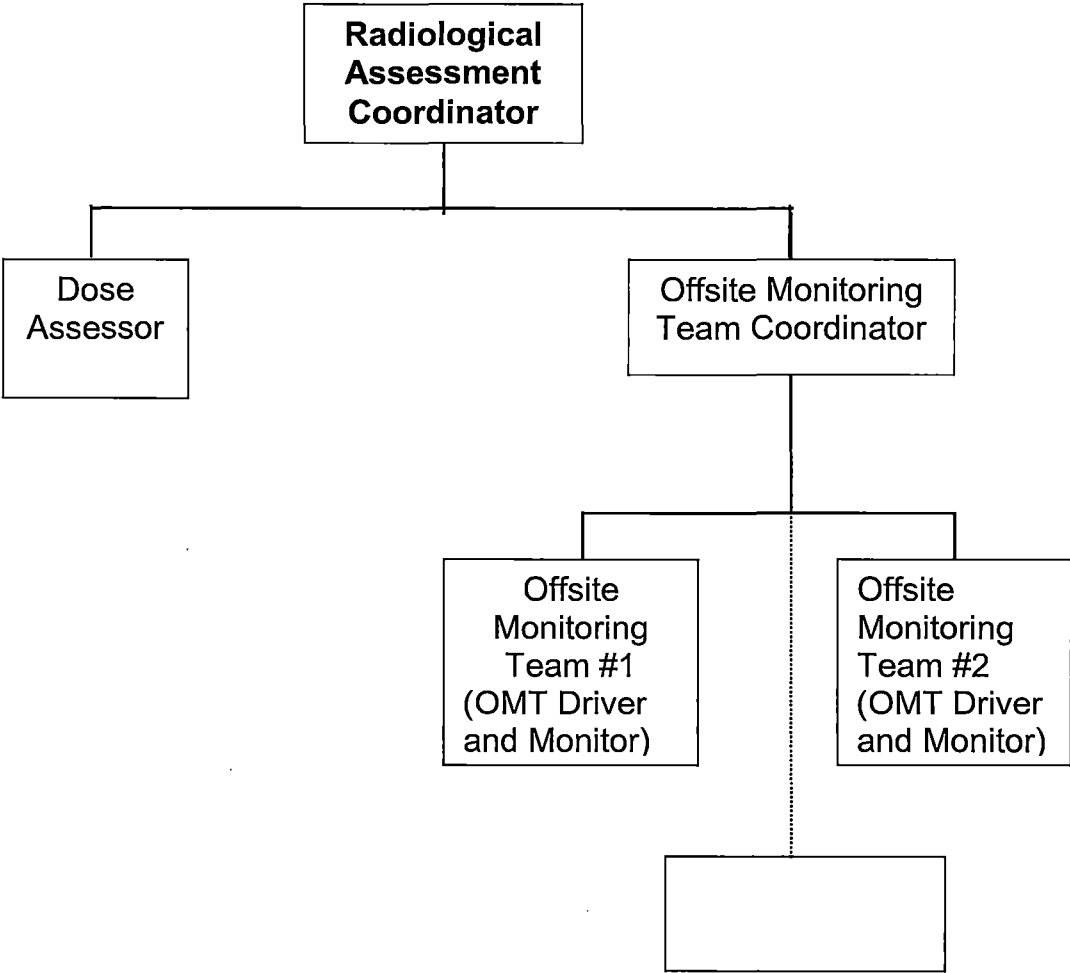 Radiological
Assessment
Coordinator
Dose
Assessor
Offsite Monitoring
Team Coordinator
Offsite
Monitoring
Team #1
(OMT Driver
and Monitor)
Offsite
Monitoring
Team #2
(OMT Driver
and Monitor)